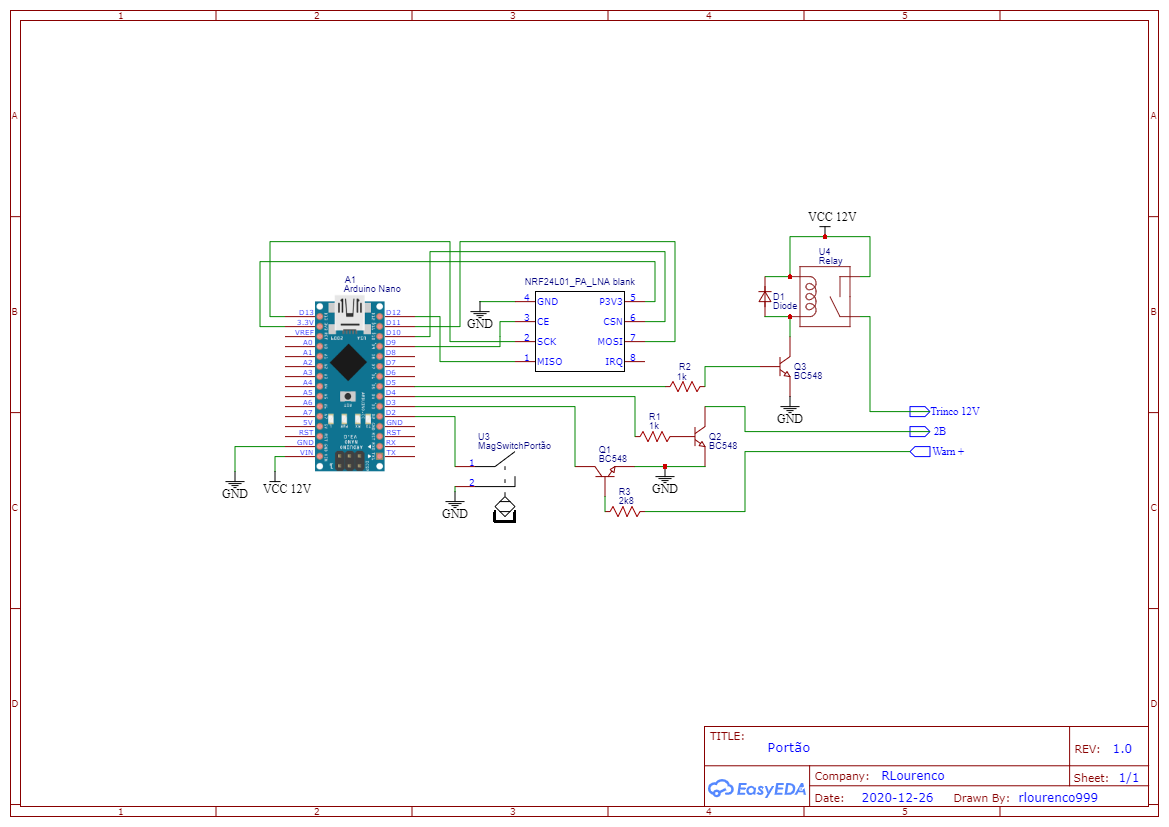 1 2 3 4 5
A A
B B
C C
D D
VCC 12V
U4
Relay
D1
Diode
Q3
BC548
GND
R2
1k
R1
1k
Q2
BC548
GND
Q1
BC548
R3
2k8
Trinco 12V
2B
Warn +
NRF24L01_PA_LNA blank
4 GND P3V3 5
3 CE CSN 6
2 SCK MOSI 7
1 MISO IRQ 8
GND
A1
Arduino Nano
D13 D12
3.3V D11
VREF D10
A0 D9
A1 D8
A2 D7
A3 D6
A4 D5
A5 D4
A6 D3
A7 D2
5V GND
RST RST
GND RX
VIN TX
GND
VCC 12V
U3
MagSwitchPortão
1
2
GND
TITLE:
Portão
REV: 1.0
EasyEDA
Company: RLourenco
Sheet: 1/1
Date: 2020-12-26 Drawn By: rlourenco999
1 2 3 4 5